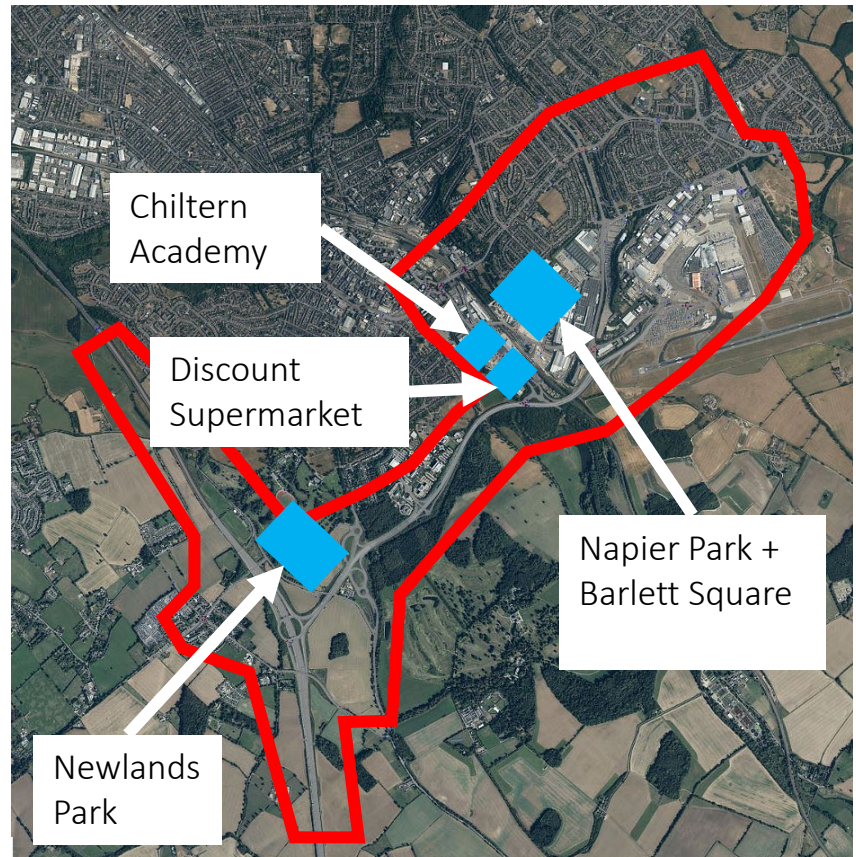 Chiltern
Academy
Discount
Supermarket
Napier Park +
Barlett Square
Newlands
Park